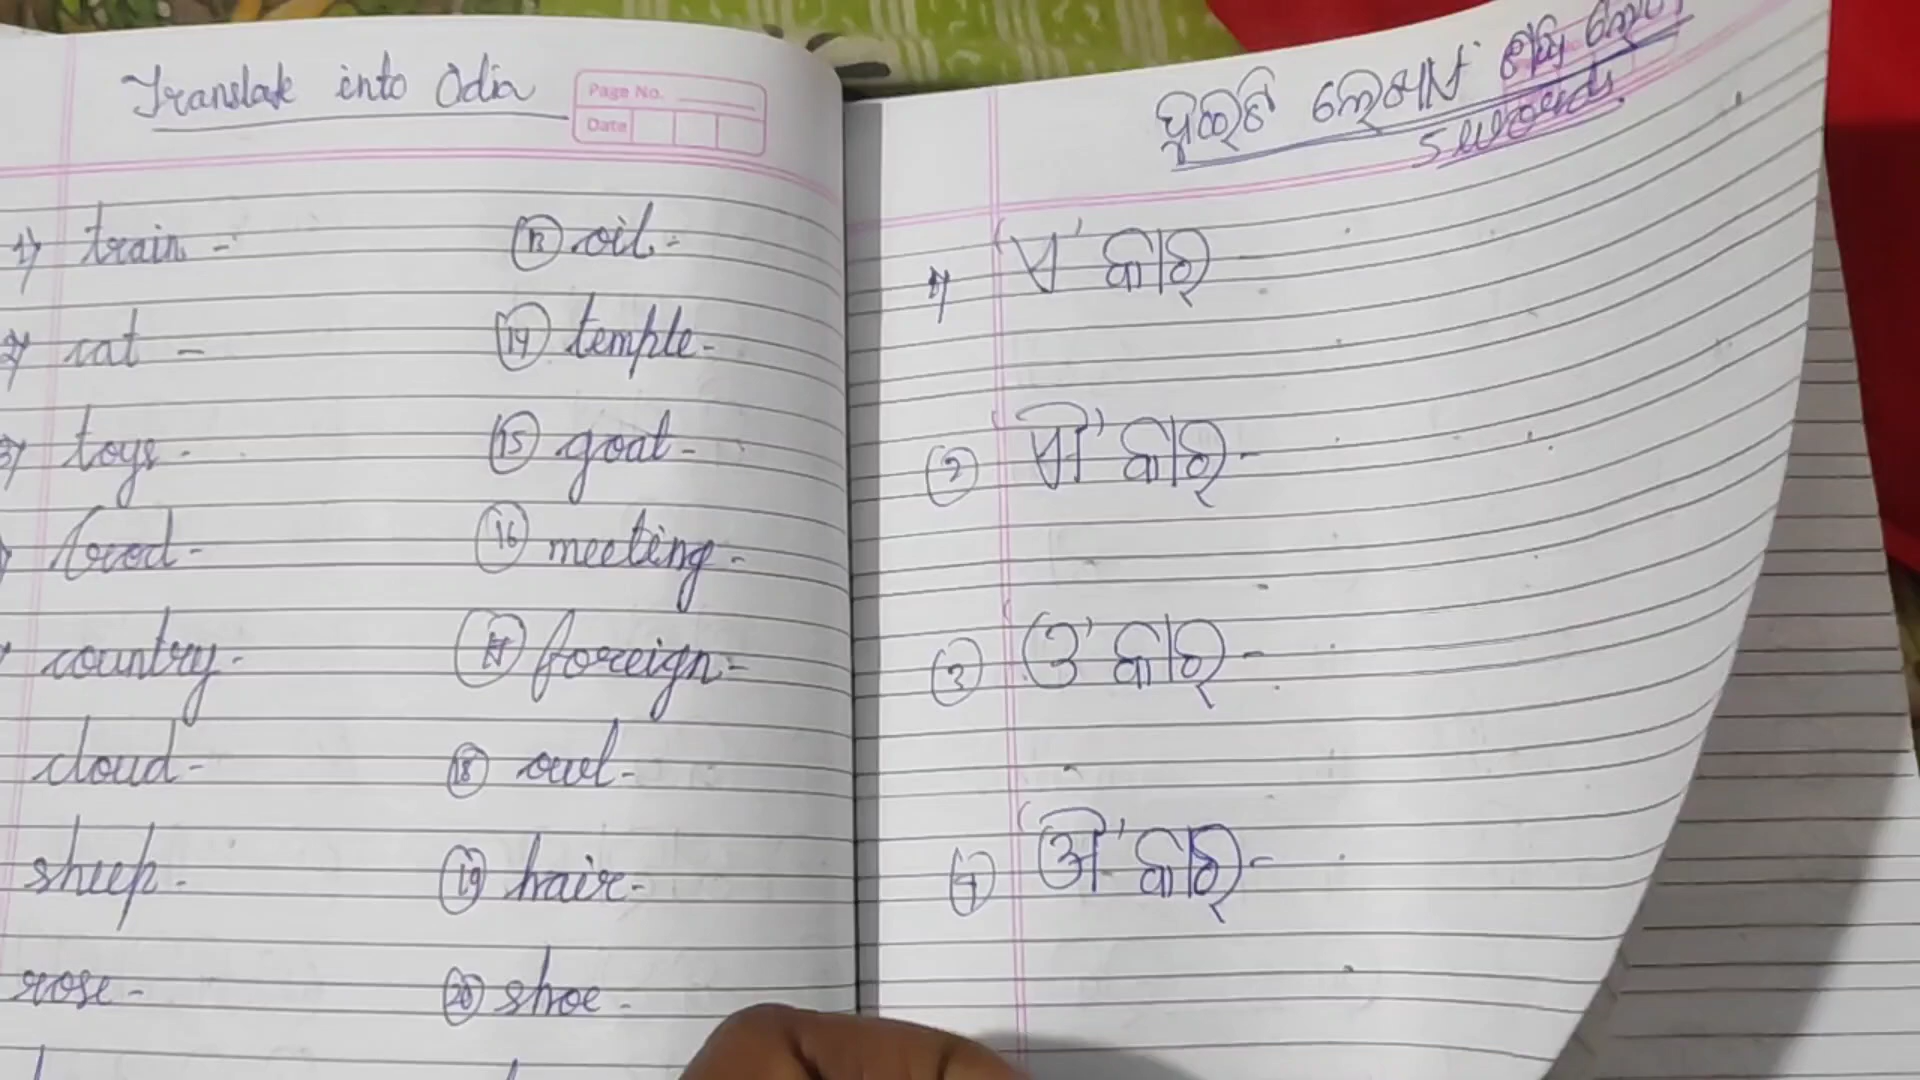 Translate into Odia
Page No.
Date
1) train -
2) cat -
3) toys -
food -
country -
cloud -
sheep -
rose -
13 oil -
14 temple -
15 goat -
16 meeting -
17 foreign -
18 owl -
19 hair -
20 shoe -
5 words
1) 'ଏ' କାର -
2 'ଐ' କାର -
3 'ଓ' କାର -
4 'ଔ' କାର -